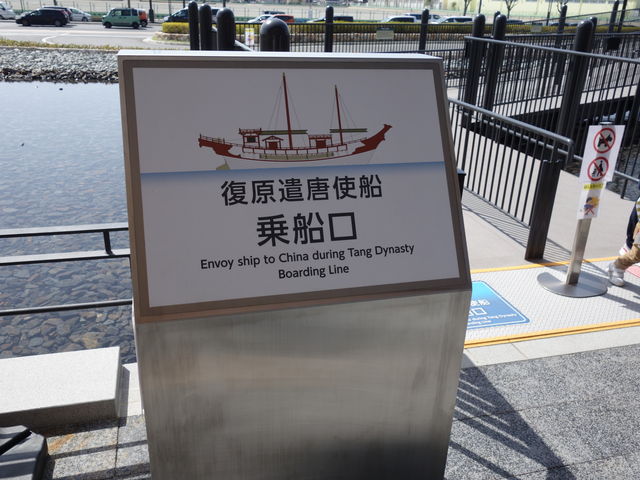 復原遣唐使船
乗船口
Envoy ship to China during Tang Dynasty
Boarding Line